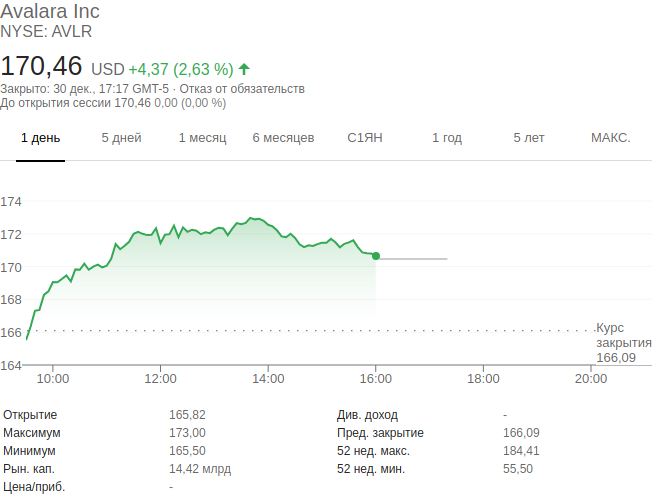 Avalara Inc
NYSE: AVLR
170,46 USD +4,37 (2,63 %)
Закрыто: 30 дек., 17:17 GMT-5 · Отказ от обязательств
До открытия сессии 170,46 0,00 (0,00 %)
1 день 5 дней 1 месяц 6 месяцев С1ЯН 1 год 5 лет МАКС.
174
172
170
168
166
164
Курс
закрытия
166,09
10:00 12:00 14:00 16:00 18:00 20:00
Открытие 165,82 Див. доход -
Максимум 173,00 Пред. закрытие 166,09
Минимум 165,50 52 нед. макс. 184,41
Рын. кап. 14,42 млрд 52 нед. мин. 55,50
Цена/приб. -